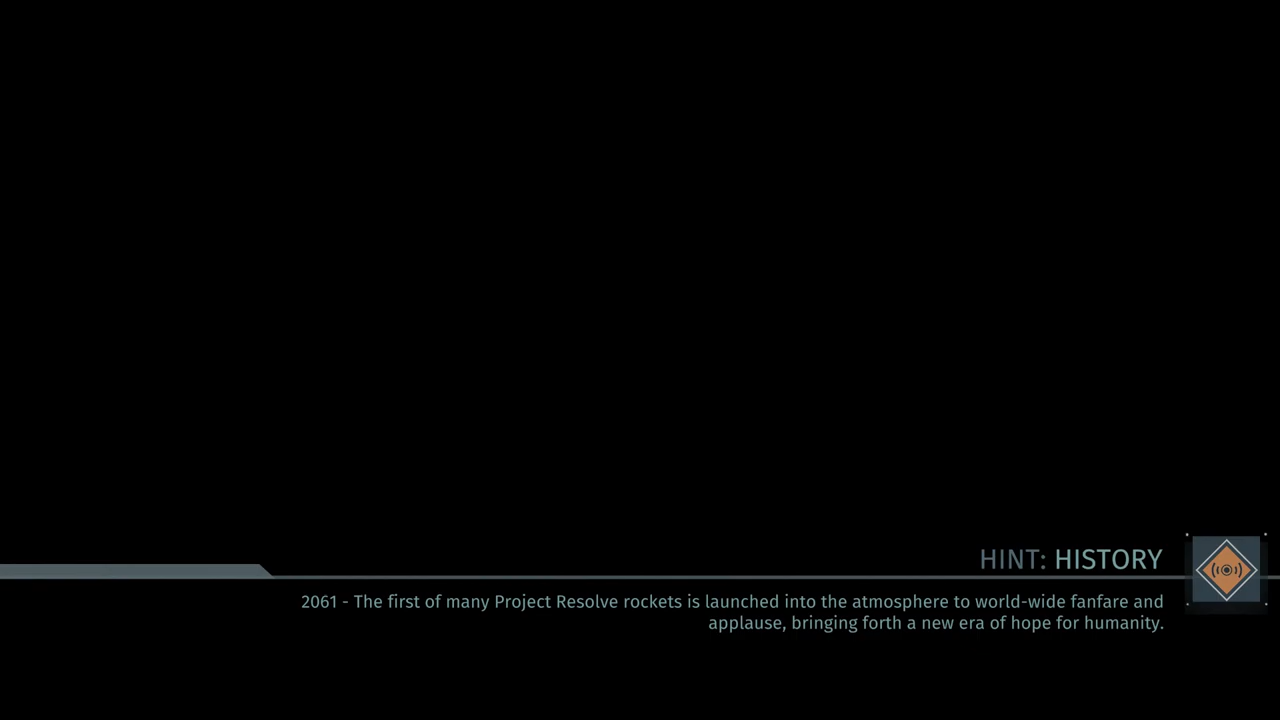 HINT: HISTORY
2061 - The first of many Project Resolve rockets is launched into the atmosphere to world-wide fanfare and
applause, bringing forth a new era of hope for humanity.